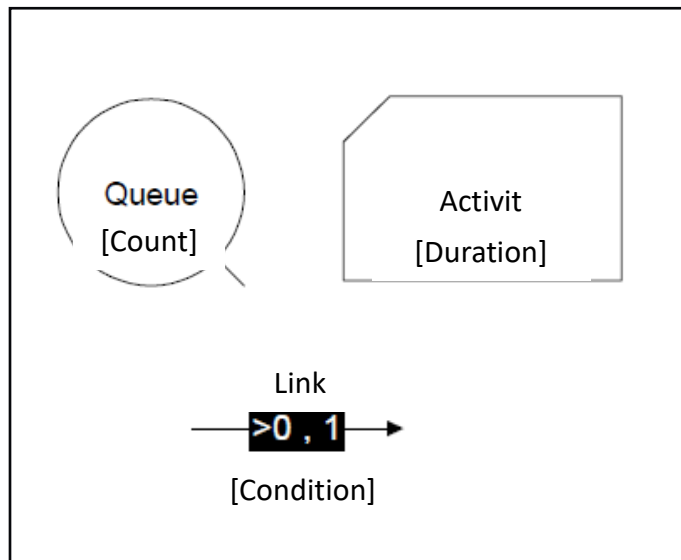 Queue
[Count]
Activit
[Duration]
Link
>0 , 1
[Condition]